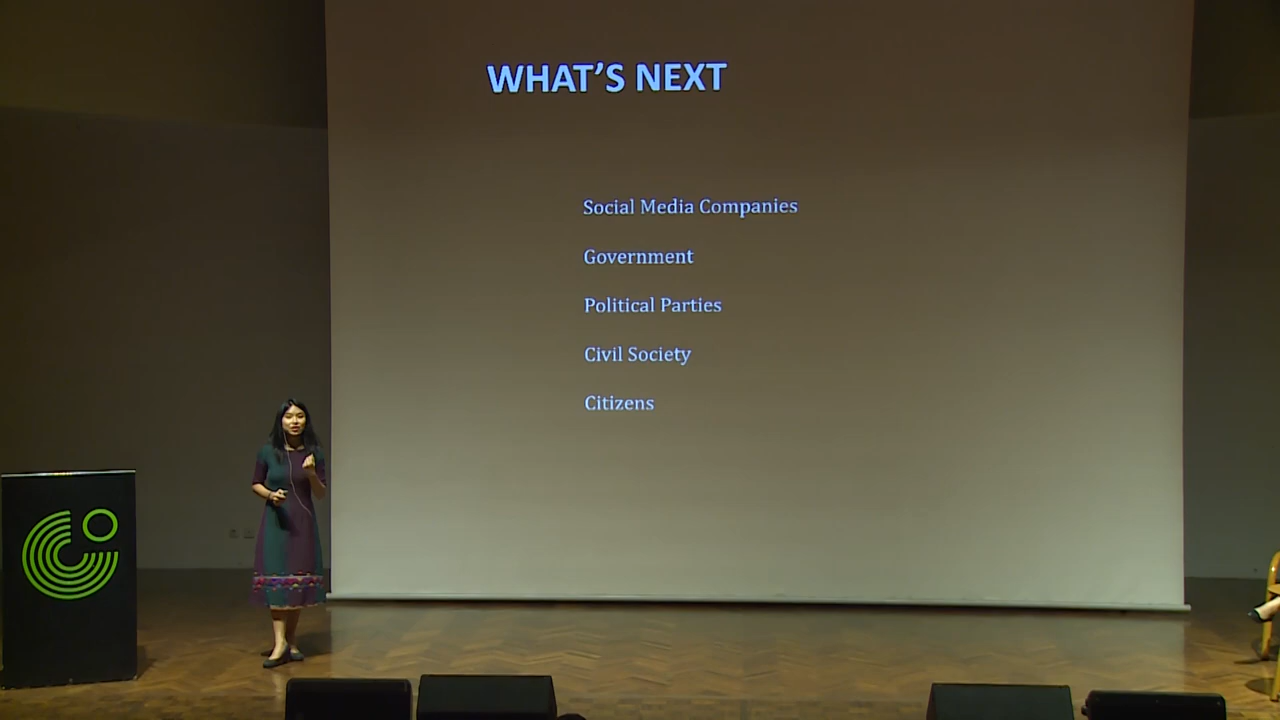 WHAT’S NEXT
Social Media Companies
Government
Political Parties
Civil Society
Citizens